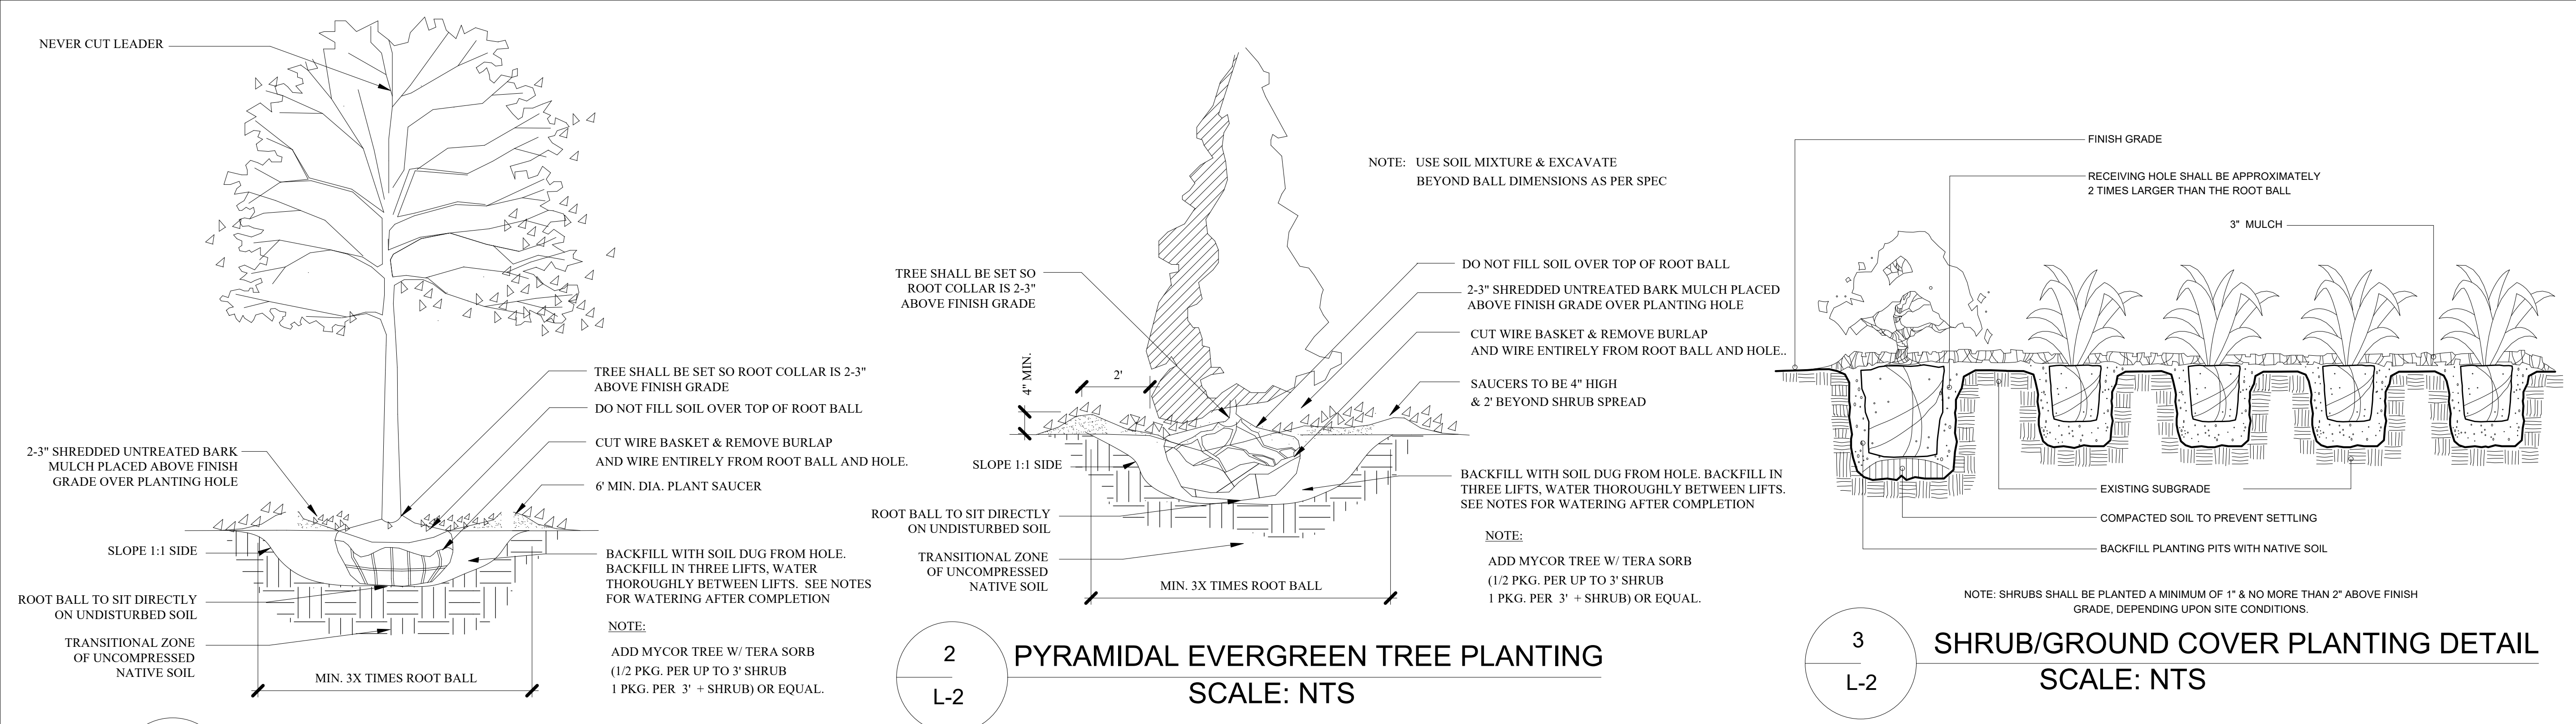 NEVER CUT LEADER
TREE SHALL BE SET SO ROOT COLLAR IS 2-3"
ABOVE FINISH GRADE
DO NOT FILL SOIL OVER TOP OF ROOT BALL
CUT WIRE BASKET & REMOVE BURLAP
AND WIRE ENTIRELY FROM ROOT BALL AND HOLE.
6' MIN. DIA. PLANT SAUCER
2-3" SHREDDED UNTREATED BARK
MULCH PLACED ABOVE FINISH
GRADE OVER PLANTING HOLE
SLOPE 1:1 SIDE
ROOT BALL TO SIT DIRECTLY
ON UNDISTURBED SOIL
TRANSITIONAL ZONE
OF UNCOMPRESSED
NATIVE SOIL
MIN. 3X TIMES ROOT BALL
BACKFILL WITH SOIL DUG FROM HOLE.
BACKFILL IN THREE LIFTS, WATER
THOROUGHLY BETWEEN LIFTS. SEE NOTES
FOR WATERING AFTER COMPLETION
NOTE:
ADD MYCOR TREE W/ TERA SORB
(1/2 PKG. PER UP TO 3' SHRUB
1 PKG. PER 3' + SHRUB) OR EQUAL.
NOTE: USE SOIL MIXTURE & EXCAVATE
BEYOND BALL DIMENSIONS AS PER SPEC
TREE SHALL BE SET SO
ROOT COLLAR IS 2-3"
ABOVE FINISH GRADE
4" MIN.
2'
DO NOT FILL SOIL OVER TOP OF ROOT BALL
2-3" SHREDDED UNTREATED BARK MULCH PLACED
ABOVE FINISH GRADE OVER PLANTING HOLE
CUT WIRE BASKET & REMOVE BURLAP
AND WIRE ENTIRELY FROM ROOT BALL AND HOLE..
SAUCERS TO BE 4" HIGH
& 2' BEYOND SHRUB SPREAD
SLOPE 1:1 SIDE
BACKFILL WITH SOIL DUG FROM HOLE. BACKFILL IN
THREE LIFTS, WATER THOROUGHLY BETWEEN LIFTS.
SEE NOTES FOR WATERING AFTER COMPLETION
ROOT BALL TO SIT DIRECTLY
ON UNDISTURBED SOIL
TRANSITIONAL ZONE
OF UNCOMPRESSED
NATIVE SOIL
MIN. 3X TIMES ROOT BALL
NOTE:
ADD MYCOR TREE W/ TERA SORB
(1/2 PKG. PER UP TO 3' SHRUB
1 PKG. PER 3' + SHRUB) OR EQUAL.
2
L-2
PYRAMIDAL EVERGREEN TREE PLANTING
SCALE: NTS
FINISH GRADE
RECEIVING HOLE SHALL BE APPROXIMATELY
2 TIMES LARGER THAN THE ROOT BALL
3" MULCH
EXISTING SUBGRADE
COMPACTED SOIL TO PREVENT SETTLING
BACKFILL PLANTING PITS WITH NATIVE SOIL
NOTE: SHRUBS SHALL BE PLANTED A MINIMUM OF 1" & NO MORE THAN 2" ABOVE FINISH
GRADE, DEPENDING UPON SITE CONDITIONS.
3
L-2
SHRUB/GROUND COVER PLANTING DETAIL
SCALE: NTS